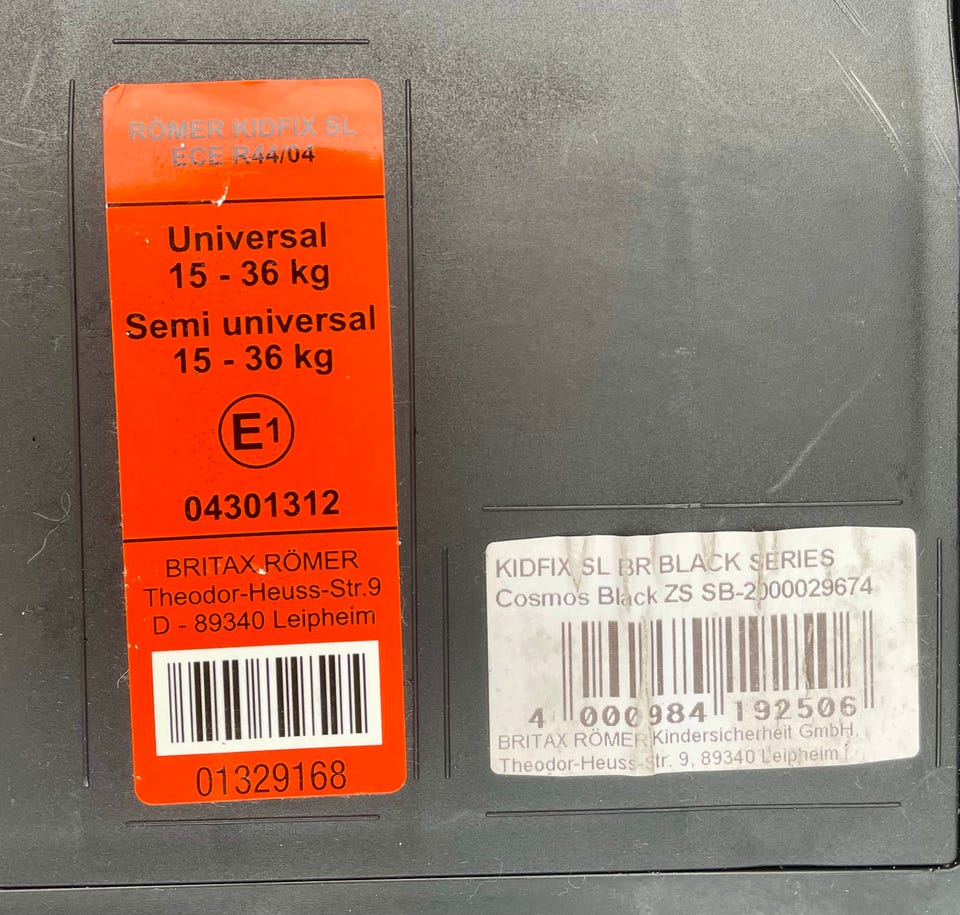 RÖMER KIDFIX SL
ECE R44/04
Universal
15 - 36 kg
Semi universal
15 - 36 kg
E1
04301312
BRITAX RÖMER
Theodor-Heuss-Str.9
D - 89340 Leipheim
01329168
KIDFIX SL BR BLACK SERIES
Cosmos Black ZS SB-2000029674
4 000984 192506
BRITAX RÖMER Kindersicherheit GmbH,
Theodor-Heuss-Str. 9, 89340 Leipheim